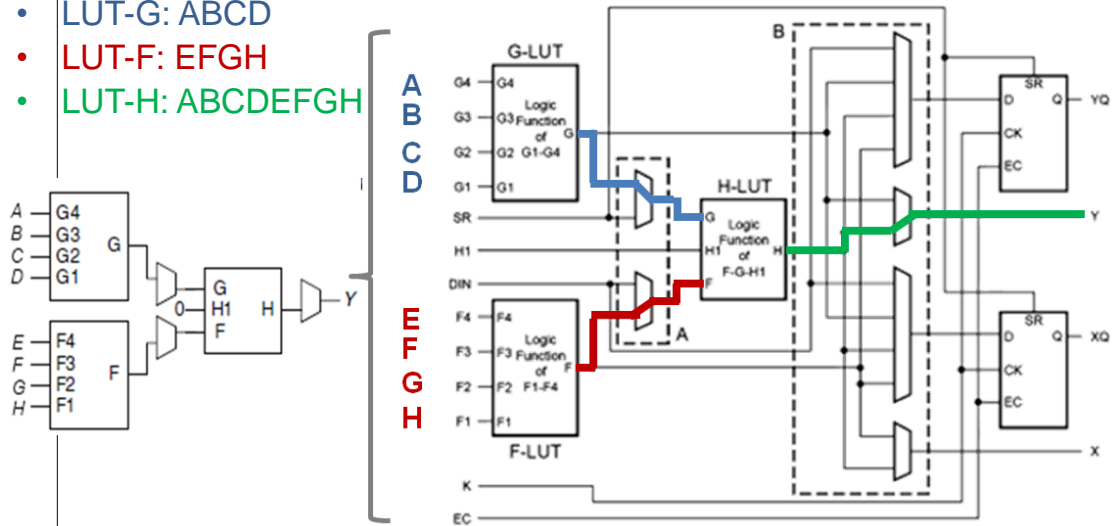 • LUT-G: ABCD
• LUT-F: EFGH
• LUT-H: ABCDEFGH
A G4
B G3
C G2
D G1
G
E F4
F F3
G F2
H F1
F
G
0 H1 H
F
Y
A
B
C
D
E
F
G
H
G-LUT
G4 G4
G3 G3
G2 G2
G1 G1
Logic
Function
of
G1-G4
G
SR
H1
DIN
F4 F4
F3 F3
F2 F2
F1 F1
Logic
Function
of
F1-F4
F
F-LUT
K
EC
A
H-LUT
G
H1
F
Logic
Function
of
F-G-H1
H
B
SR
D Q YQ
CK
EC
Y
SR
D Q XQ
CK
EC
X